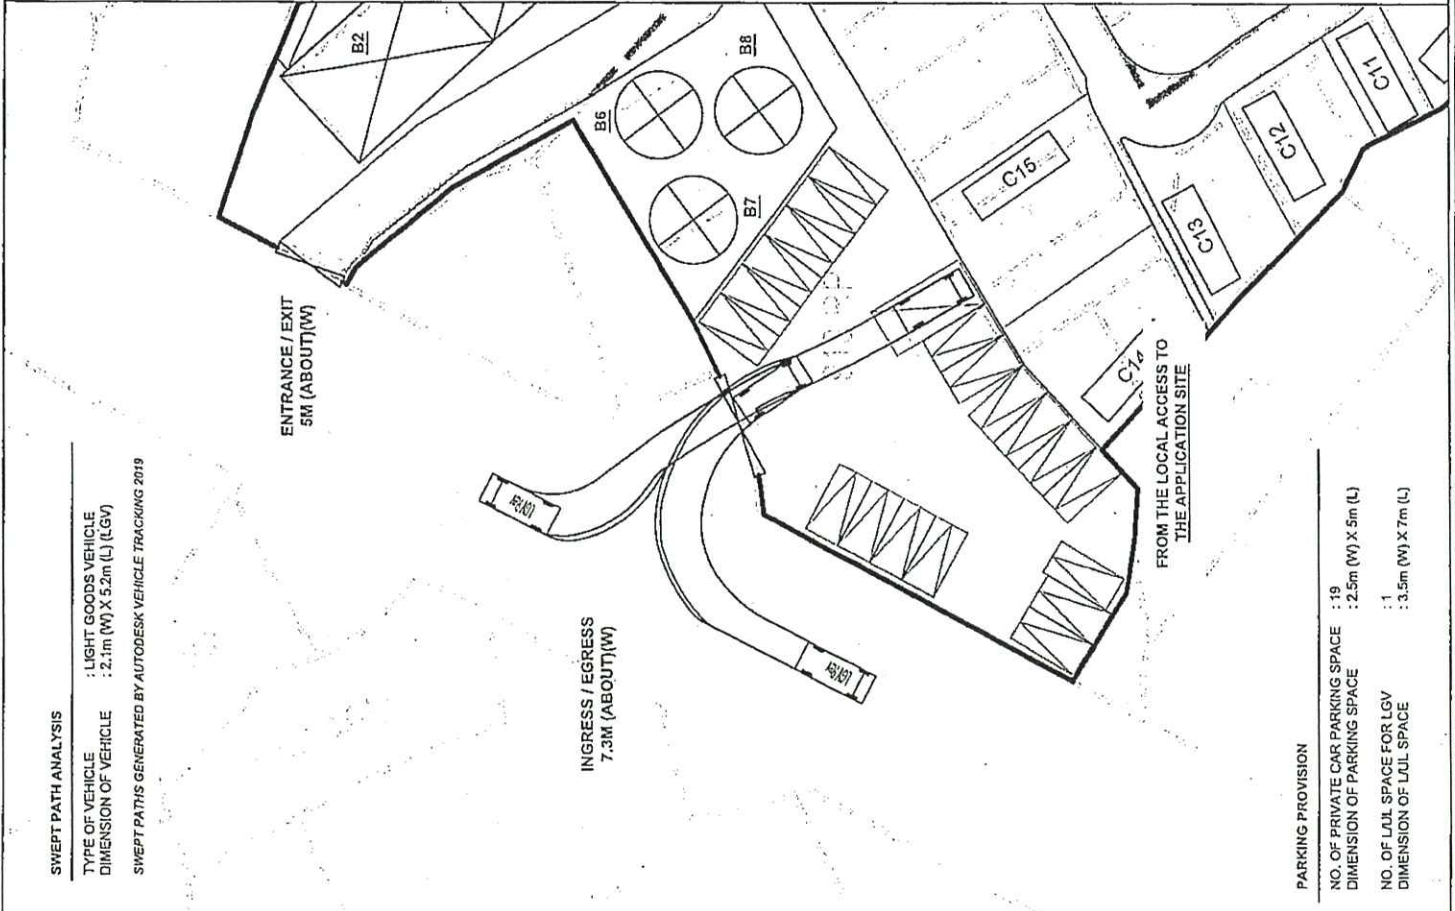 SWEPT PATH ANALYSIS
TYPE OF VEHICLE : LIGHT GOODS VEHICLE
DIMENSION OF VEHICLE : 2.1m (W) X 5.2m (L) (LGV)
SWEPT PATHS GENERATED BY AUTODESK VEHICLE TRACKING 2019
ENTRANCE / EXIT
5M (ABOUT)(W)
INGRESS / EGRESS
7.3M (ABOUT)(W)
B2
B6
B8
B7
C15
C11
C12
C13
FROM THE LOCAL ACCESS TO
THE APPLICATION SITE
PARKING PROVISION
NO. OF PRIVATE CAR PARKING SPACE : 19
DIMENSION OF PARKING SPACE : 2.5m (W) X 5m (L)
NO. OF L/UL SPACE FOR LGV : 1
DIMENSION OF L/UL SPACE : 3.5m (W) X 7m (L)